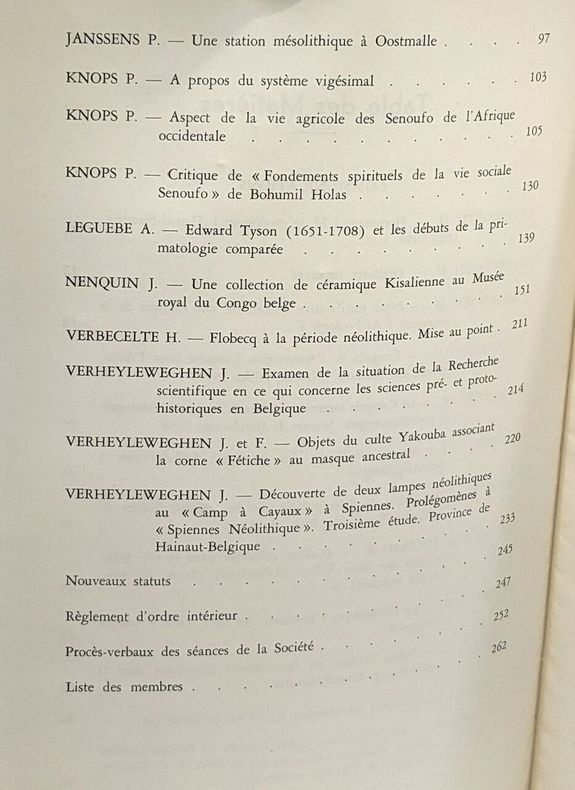 JANSSENS P. — Une station mésolithique à Oostmalle . . . . 97
KNOPS P. — A propos du système vigésimal . . . . . . 103
KNOPS P. — Aspect de la vie agricole des Senoufo de l'Afrique
occidentale . . . . . . . . . . 105
KNOPS P. — Critique de « Fondements spirituels de la vie sociale
Senoufo » de Bohumil Holas . . . . . . 130
LEGUEBE A. — Edward Tyson (1651-1708) et les débuts de la pri-
matologie comparée . . . . . . . . 139
NENQUIN J. — Une collection de céramique Kisalienne au Musée
royal du Congo belge . . . . . . . . 151
VERBECELTE H. — Flobecq à la période néolithique. Mise au point . 211
VERHEYLEWEGHEN J. — Examen de la situation de la Recherche
scientifique en ce qui concerne les sciences pré- et proto-
historiques en Belgique . . . . . . . 214
VERHEYLEWEGHEN J. et F. — Objets du culte Yakouba associant
la corne « Fétiche » au masque ancestral . . . . 220
VERHEYLEWEGHEN J. — Découverte de deux lampes néolithiques
au « Camp à Cayaux » à Spiennes. Prolégomènes à
« Spiennes Néolithique ». Troisième étude. Province de
Hainaut-Belgique . . . . . . . . 233
Nouveaux statuts . . . . . . . . . . 245
Règlement d'ordre intérieur . . . . . . . . 247
Procès-verbaux des séances de la Société . . . . . . 252
Liste des membres . . . . . . . . . 262